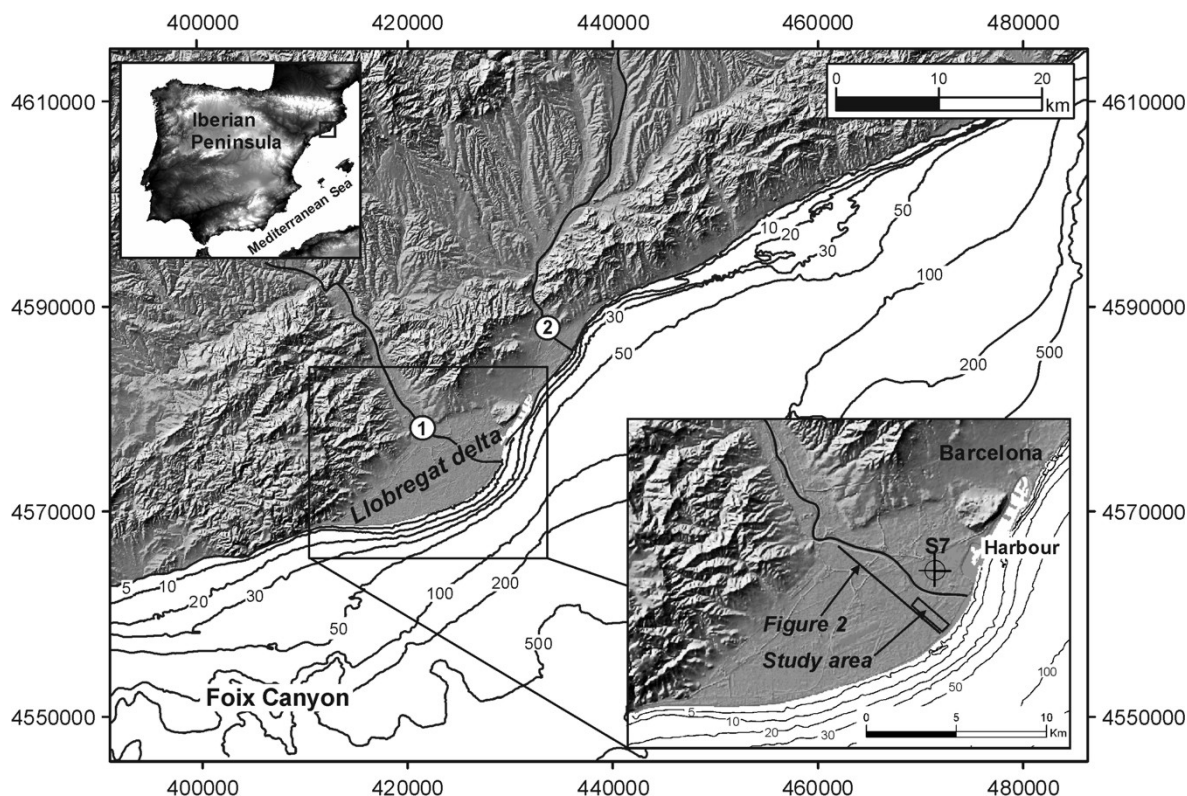 400000 420000 440000 460000 480000
4610000
4590000
4570000
4550000
Iberian
Peninsula
Mediterranean Sea
0 10 20
km
4610000
4590000
4570000
4550000
50
10
20
30
100
30
50
200
500
2
1
Llobregat delta
5
10
20
30
50
100
200
500
Foix Canyon
Barcelona
S7
Harbour
Figure 2
Study area
5
10
20
30
50
100
0 5 10
Km
400000 420000 440000 460000 480000